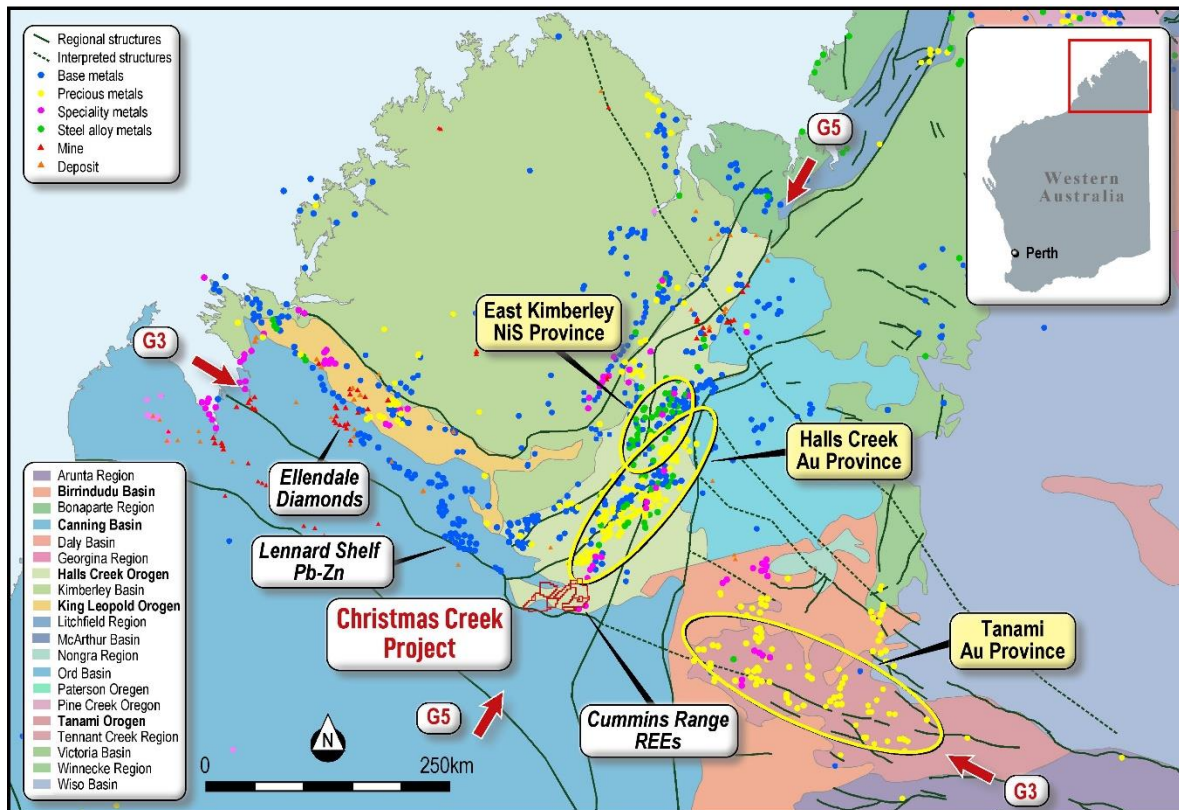 Regional structures
Interpreted structures
Base metals
Precious metals
Speciality metals
Steel alloy metals
Mine
Deposit
G5
Western
Australia
Perth
East Kimberley
NiS Province
G3
Halls Creek
Au Province
Ellendale
Diamonds
Lennard Shelf
Pb-Zn
Christmas Creek
Project
Tanami
Au Province
Cummins Range
REEs
G5
G3
Arunta Region
Birrindudu Basin
Bonaparte Region
Canning Basin
Daly Basin
Georgina Region
Halls Creek Orogen
Kimberley Basin
King Leopold Orogen
Litchfield Region
McArthur Basin
Nongra Region
Ord Basin
Paterson Oregen
Pine Creek Oregon
Tanami Orogen
Tennant Creek Region
Victoria Basin
Winnecke Region
Wiso Basin
N
0 250km